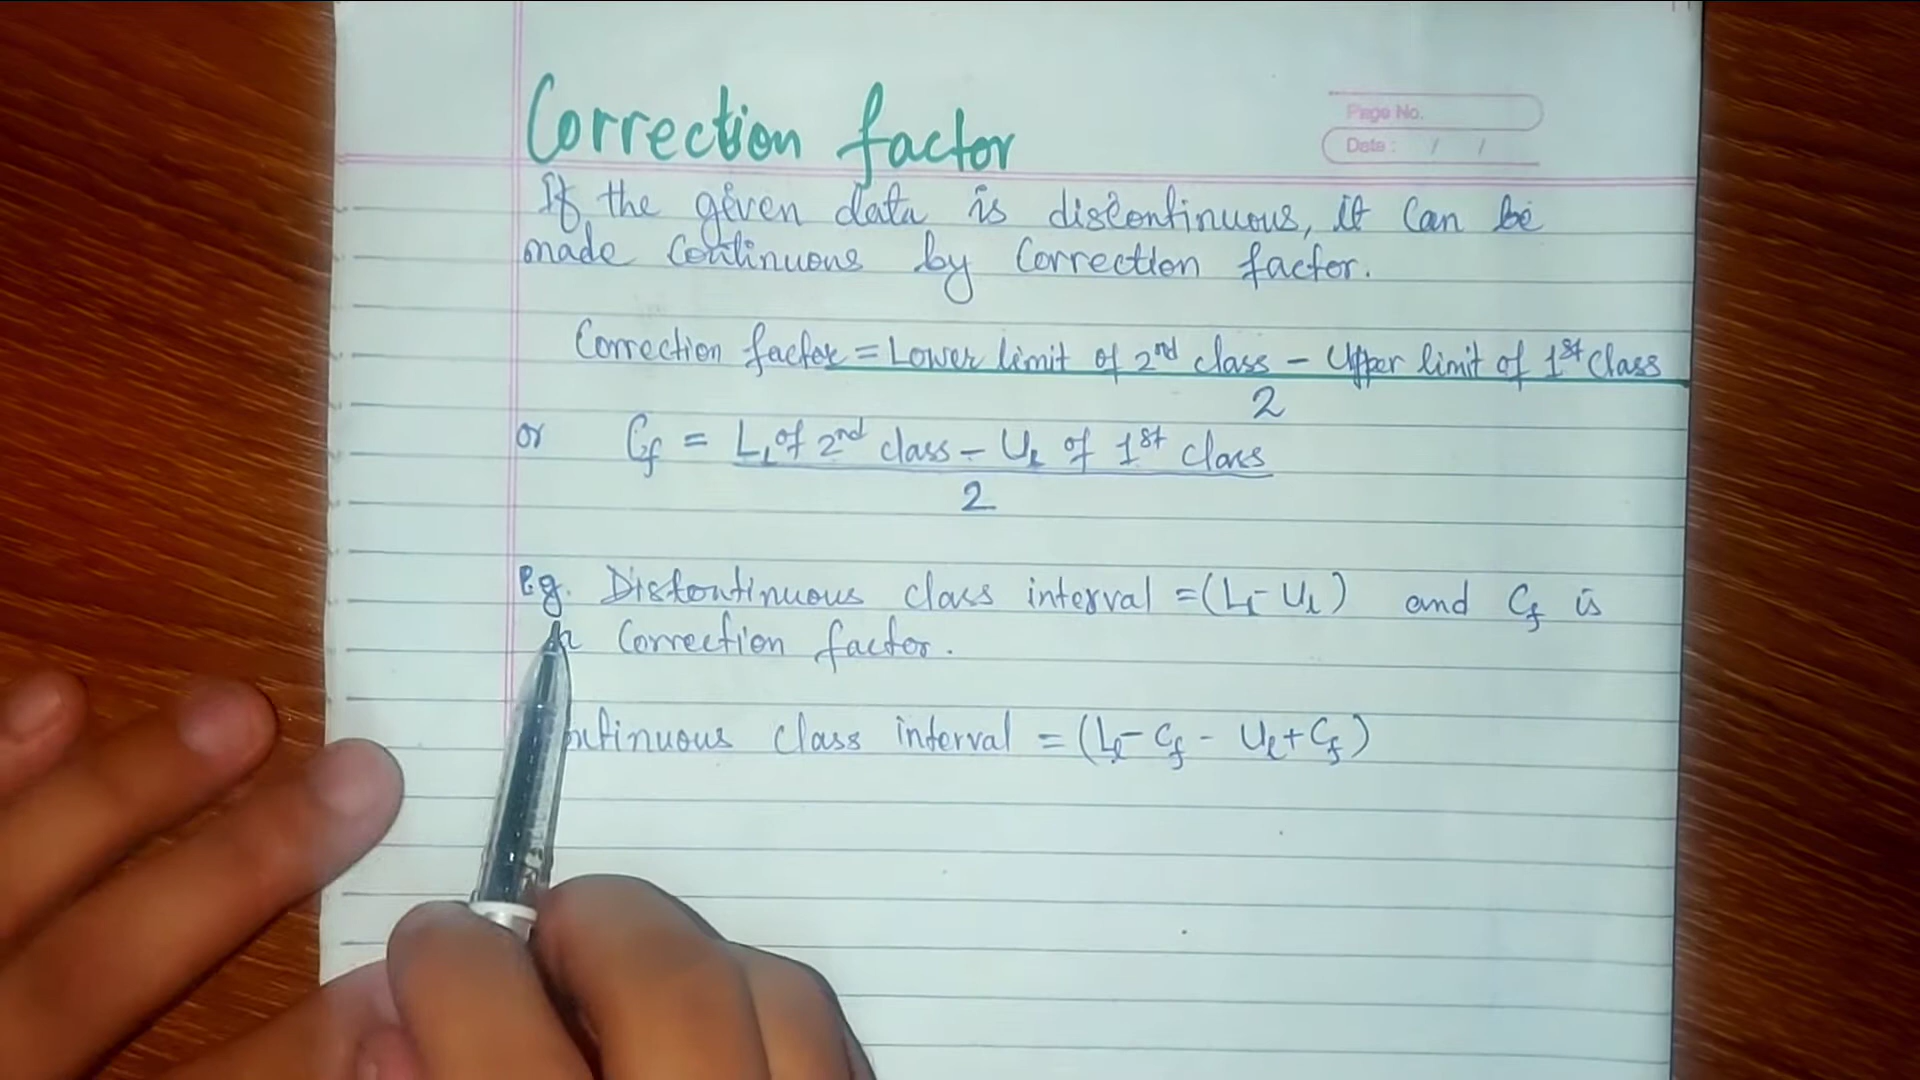 Page No.
Date : / /
Correction factor
If the given data is discontinuous, it can be
made continuous by correction factor.
Correction factor = Lower limit of 2nd class - Upper limit of 1st class
2
or Cf = Ll of 2nd class - Ul of 1st class
2
Eg. Discontinuous class interval = (Ll - Ul) and Cf is
correction factor.
class interval = (Ll - Cf - Ul + Cf)